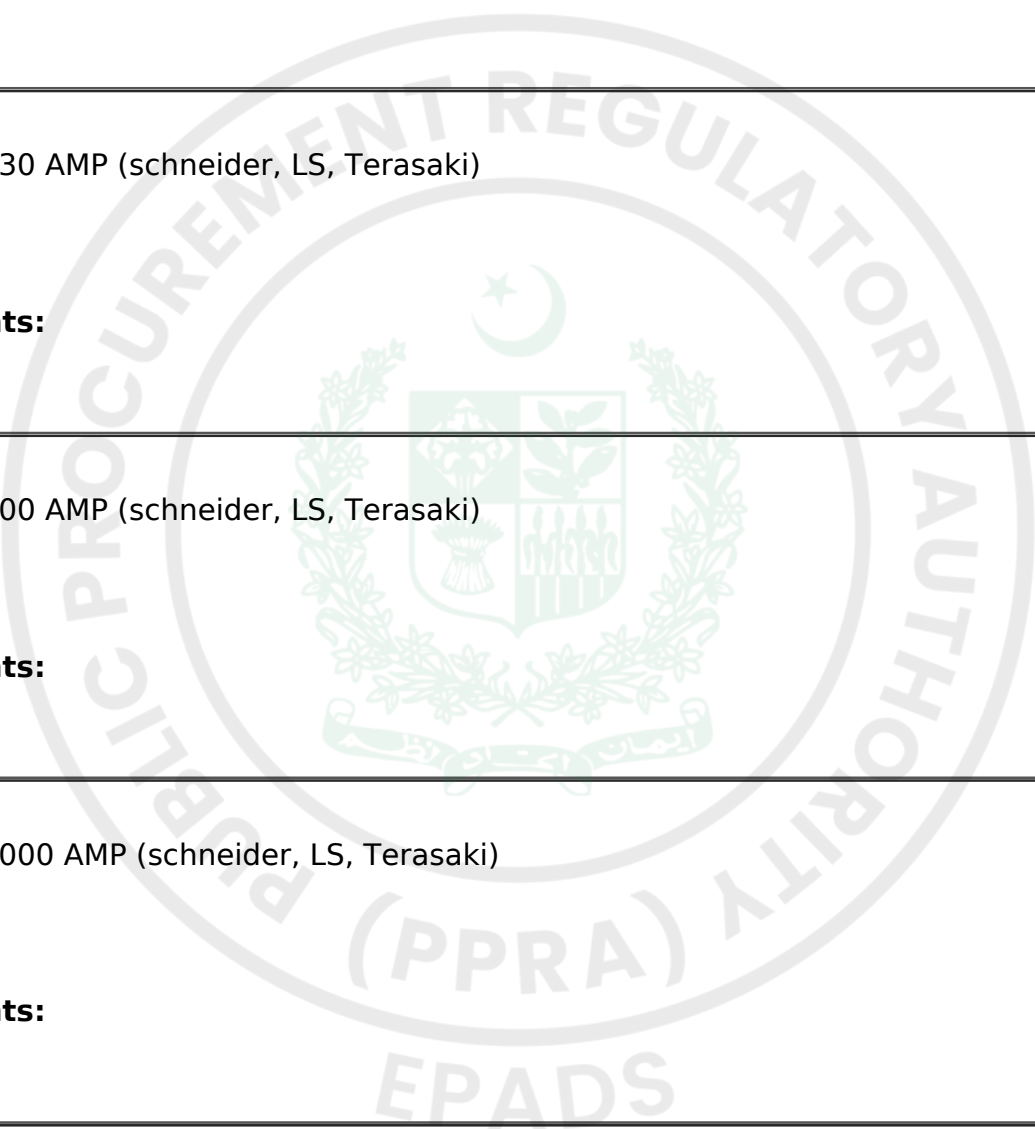 30 AMP (schneider, LS, Terasaki)
ts:
00 AMP (schneider, LS, Terasaki)
ts:
000 AMP (schneider, LS, Terasaki)
ts:
PUBLIC PROCUREMENT REGULATORY AUTHORITY
(PPRA)
EPADS